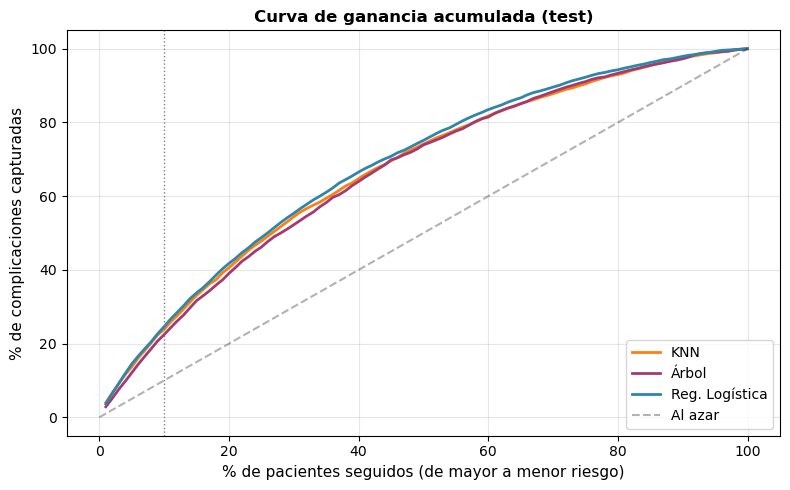 Curva de ganancia acumulada (test)
% de complicaciones capturadas
100
80
60
40
20
0
0 20 40 60 80 100
% de pacientes seguidos (de mayor a menor riesgo)
KNN
Árbol
Reg. Logística
Al azar